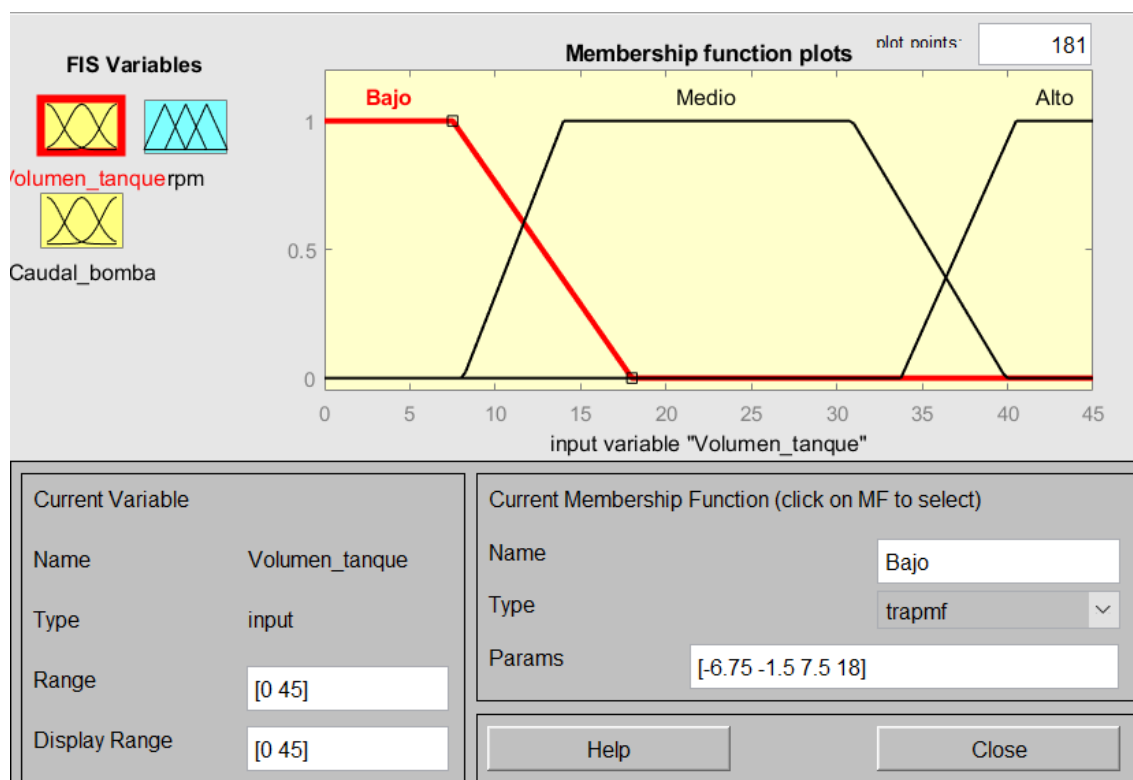 FIS Variables
Membership function plots
plot points:
181
Volumen_tanque
rpm
Caudal_bomba
Bajo
Medio
Alto
1
0.5
0
0 5 10 15 20 25 30 35 40 45
input variable "Volumen_tanque"
Current Variable
Name Volumen_tanque
Type input
Range [0 45]
Display Range [0 45]
Current Membership Function (click on MF to select)
Name Bajo
Type trapmf
Params [-6.75 -1.5 7.5 18]
Help
Close